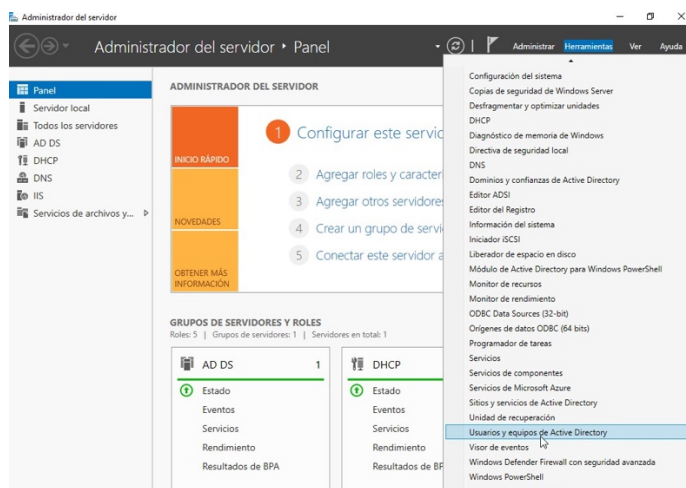 Administrador del servidor
Administrador del servidor ‣ Panel
Administrar Herramientas Ver Ayuda
Panel
Servidor local
Todos los servidores
AD DS
DHCP
DNS
IIS
Servicios de archivos y...
ADMINISTRADOR DEL SERVIDOR
INICIO RÁPIDO
NOVEDADES
OBTENER MÁS
INFORMACIÓN
1 Configurar este servic
2 Agregar roles y caracter
3 Agregar otros servidores
4 Crear un grupo de servi
5 Conectar este servidor a
GRUPOS DE SERVIDORES Y ROLES
Roles: 5 | Grupos de servidores: 1 | Servidores en total: 1
AD DS 1
Estado
Eventos
Servicios
Rendimiento
Resultados de BPA
DHCP
Estado
Eventos
Servicios
Rendimiento
Resultados de BP
Configuración del sistema
Copias de seguridad de Windows Server
Desfragmentar y optimizar unidades
DHCP
Diagnóstico de memoria de Windows
Directiva de seguridad local
DNS
Dominios y confianzas de Active Directory
Editor ADSI
Editor del Registro
Información del sistema
Iniciador iSCSI
Liberador de espacio en disco
Módulo de Active Directory para Windows PowerShell
Monitor de recursos
Monitor de rendimiento
ODBC Data Sources (32-bit)
Orígenes de datos ODBC (64 bits)
Programador de tareas
Servicios
Servicios de componentes
Servicios de Microsoft Azure
Sitios y servicios de Active Directory
Unidad de recuperación
Usuarios y equipos de Active Directory
Visor de eventos
Windows Defender Firewall con seguridad avanzada
Windows PowerShell